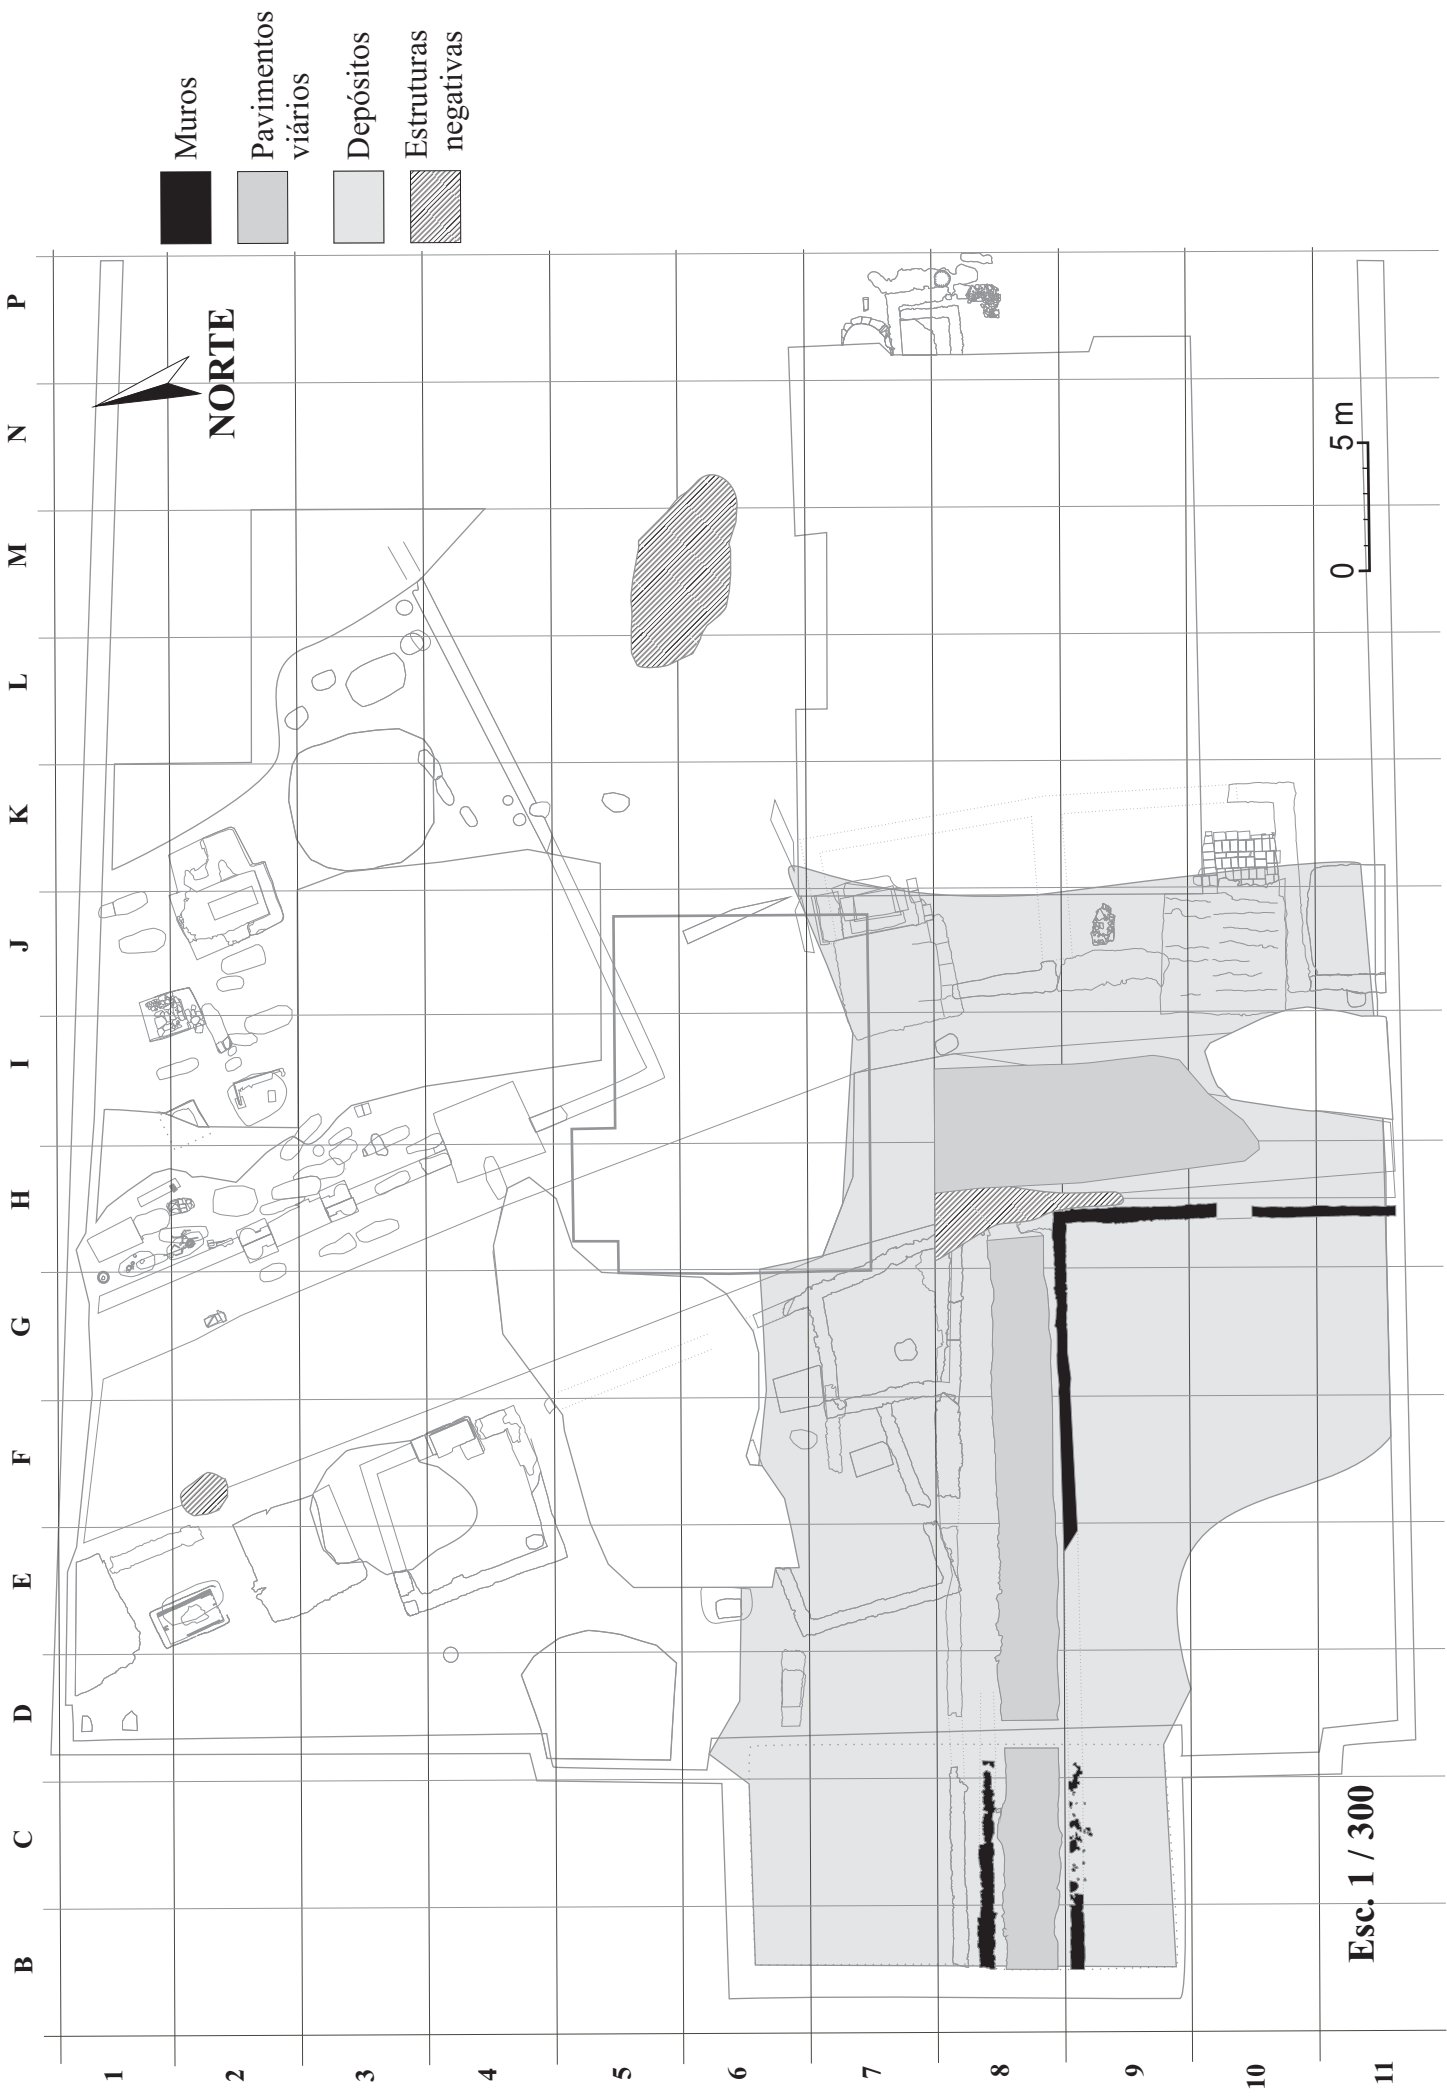 Muros
Pavimentos
viários
Depósitos
Estruturas
negativas
NORTE
B C D E F G H I J K L M N P
1
2
3
4
5
6
7
8
9
10
11
0 5 m
Esc. 1 / 300